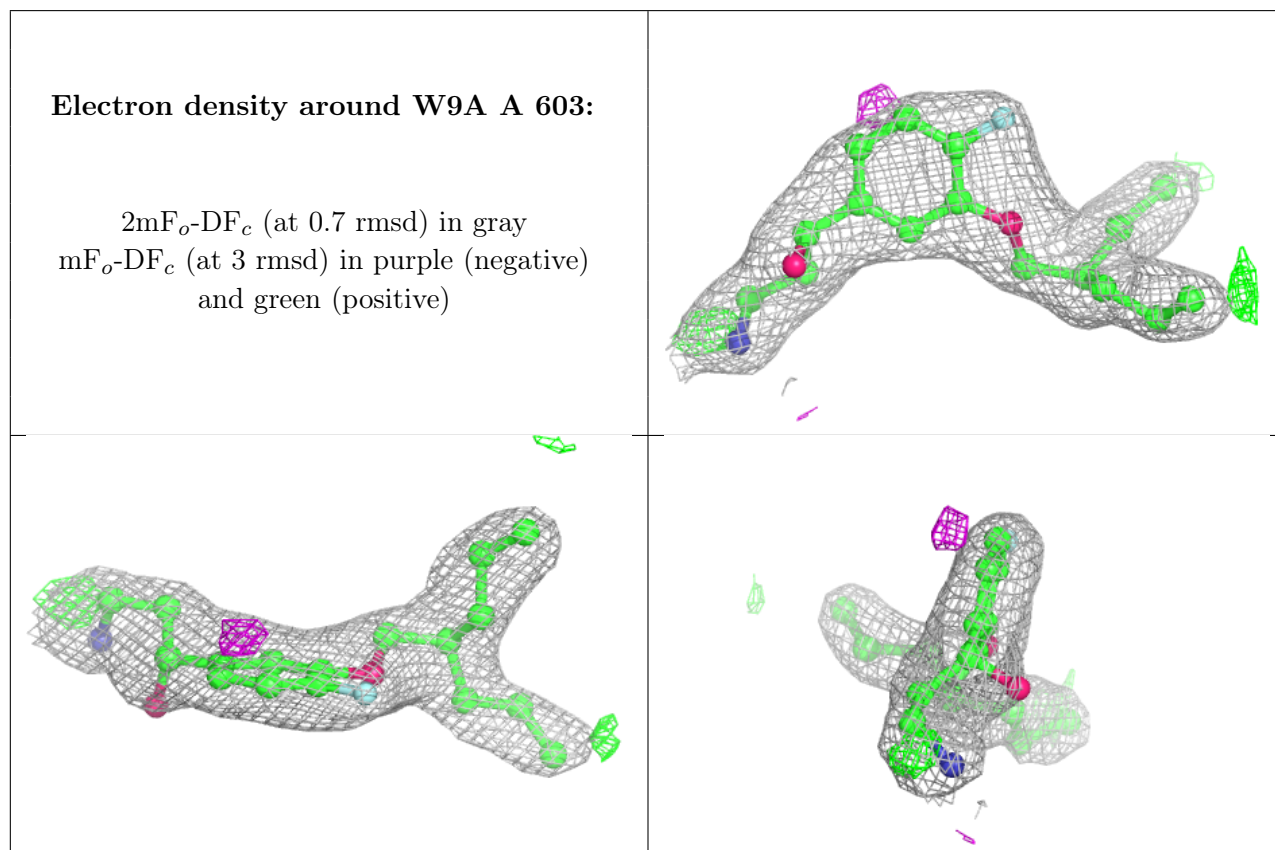 Electron density around W9A A 603:
2mFo-DFc (at 0.7 rmsd) in gray
mFo-DFc (at 3 rmsd) in purple (negative)
and green (positive)